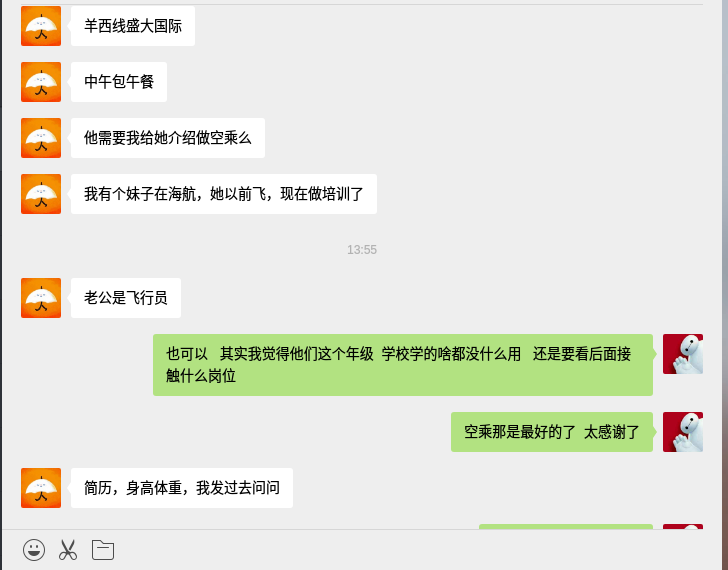 羊西线盛大国际
中午包午餐
他需要我给她介绍做空乘么
我有个妹子在海航，她以前飞，现在做培训了
13:55
老公是飞行员
也可以 其实我觉得他们这个年级 学校学的啥都没什么用 还是要看后面接
触什么岗位
空乘那是最好的了 太感谢了
简历，身高体重，我发过去问问